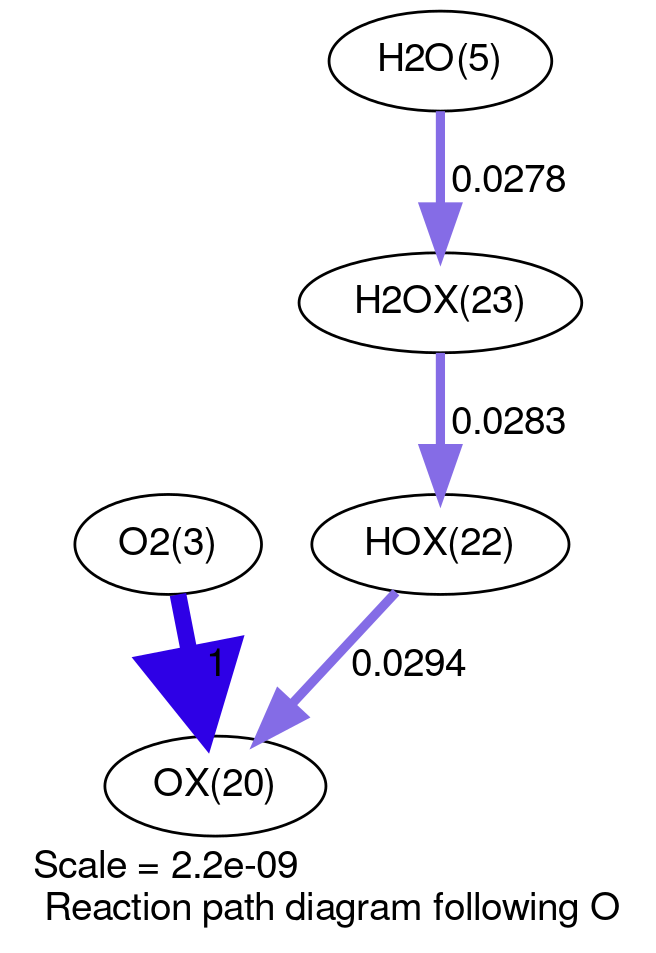 H2O(5)
0.0278
H2OX(23)
0.0283
O2(3)
HOX(22)
1
0.0294
OX(20)
Scale = 2.2e-09
Reaction path diagram following O